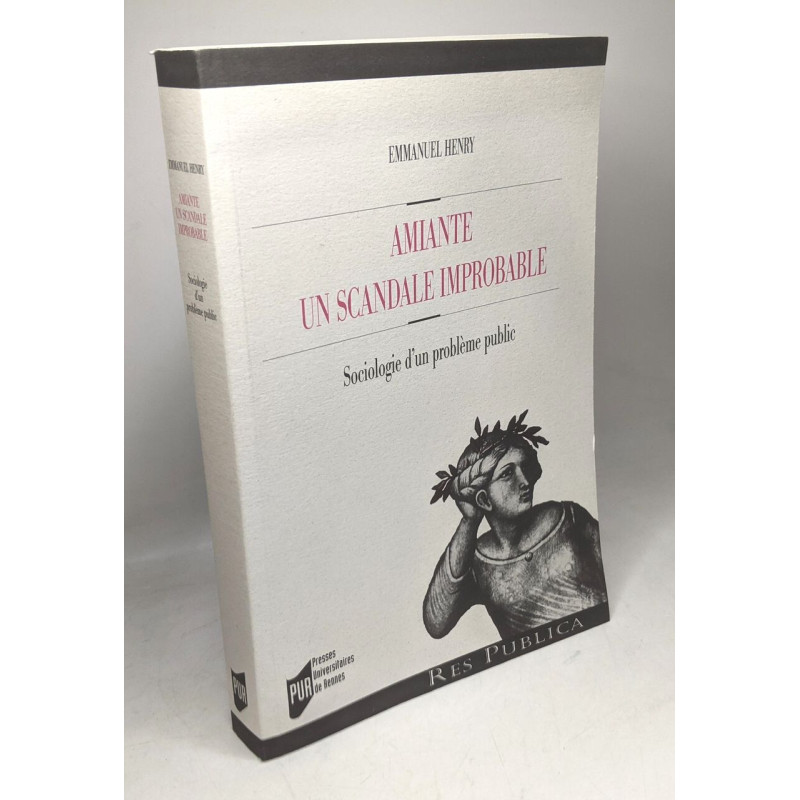 EMMANUEL HENRY
AMIANTE
UN SCANDALE IMPROBABLE
Sociologie d'un problème public
RES PUBLICA
PUR
Presses
Universitaires
de Rennes
EMMANUEL HENRY
AMIANTE
UN SCANDALE
IMPROBABLE
Sociologie
d'un
problème public
PUR